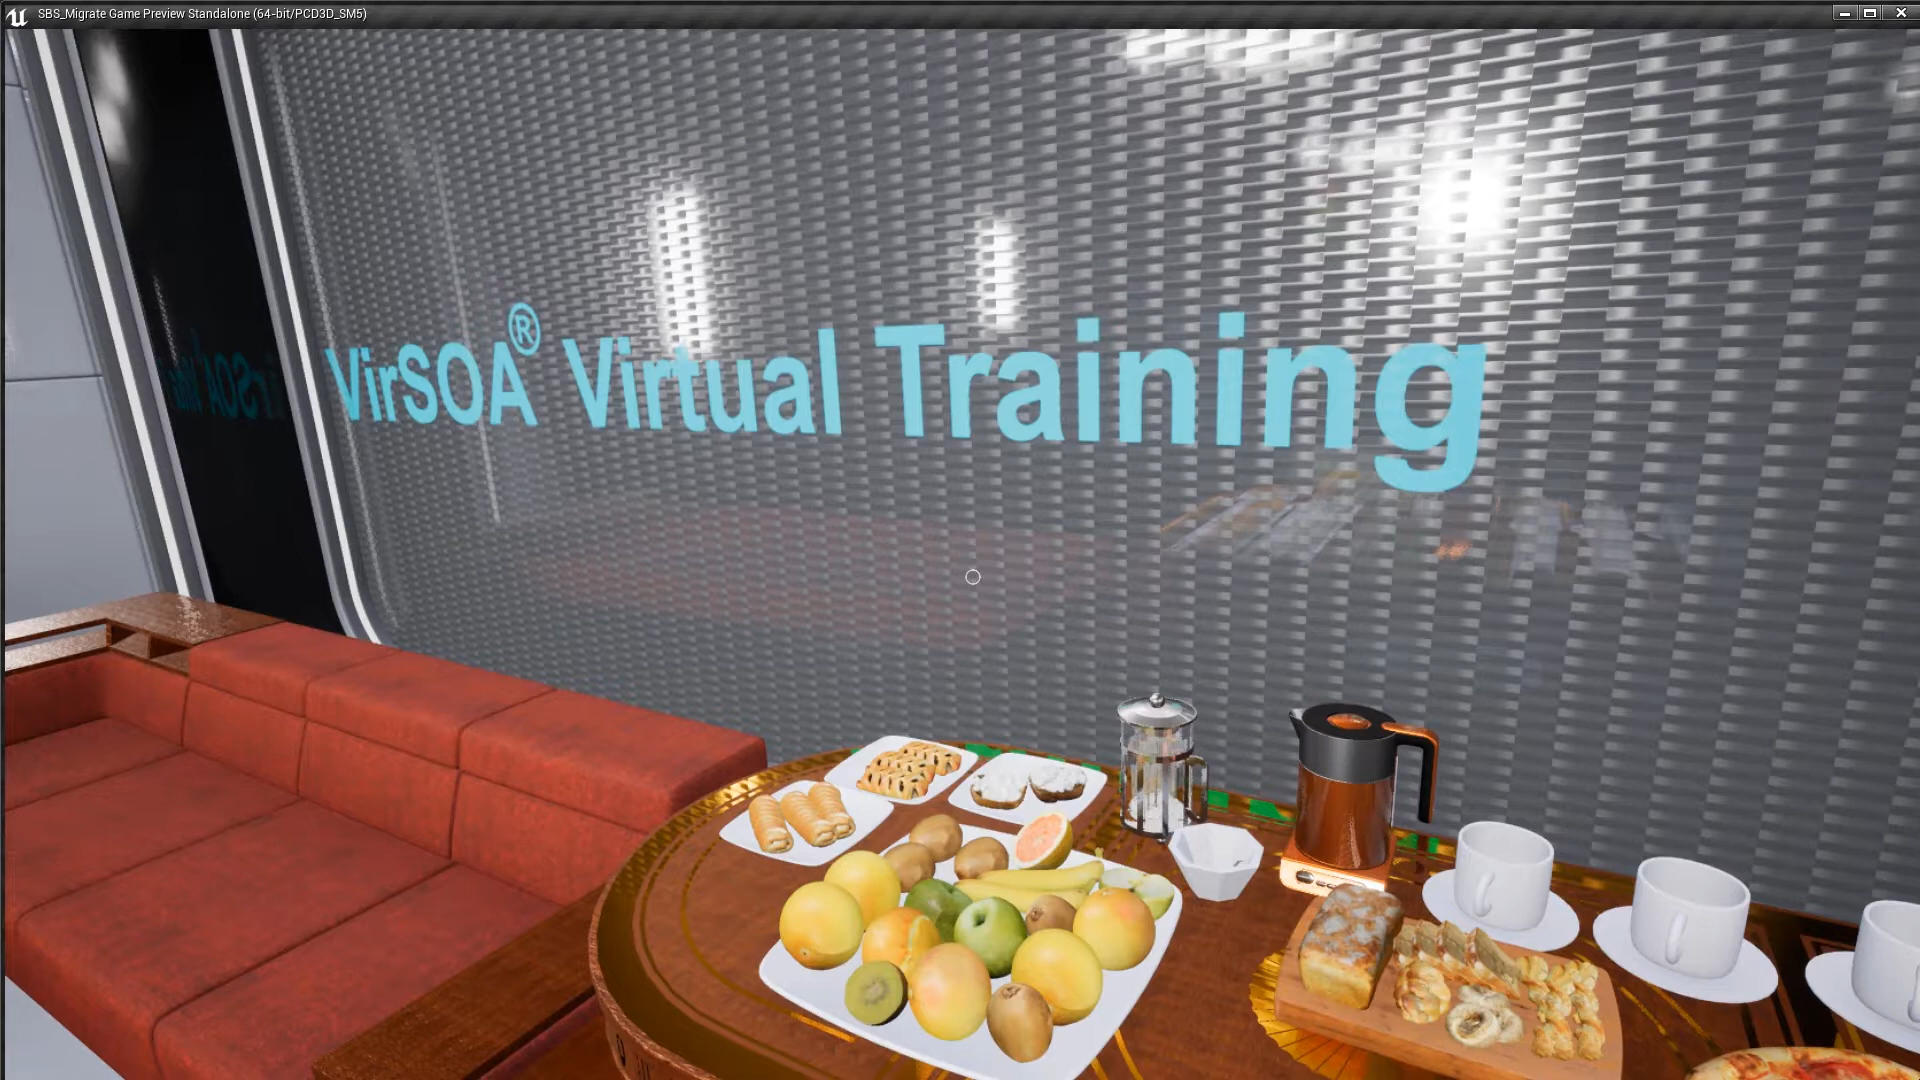 SBS_Migrate Game Preview Standalone (64-bit/PCD3D_SM5)
VirSOA® Virtual Training